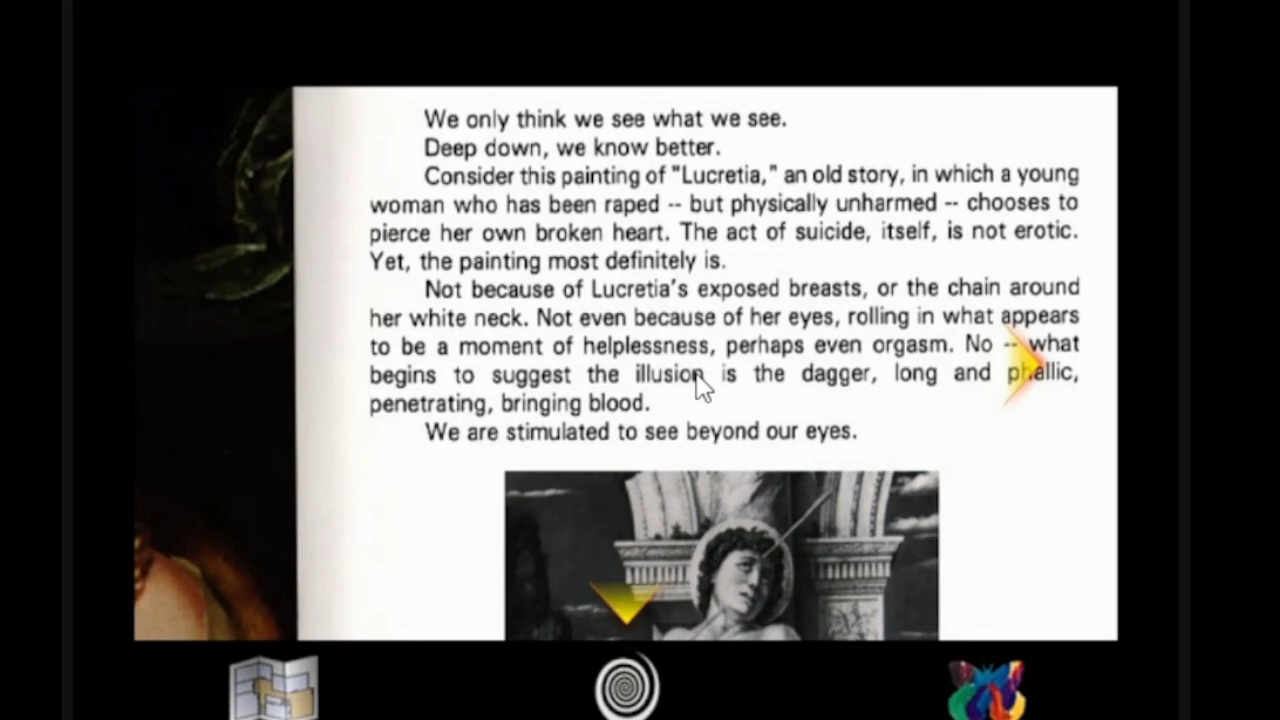 We only think we see what we see.
Deep down, we know better.
Consider this painting of "Lucretia," an old story, in which a young
woman who has been raped -- but physically unharmed -- chooses to
pierce her own broken heart. The act of suicide, itself, is not erotic.
Yet, the painting most definitely is.
Not because of Lucretia's exposed breasts, or the chain around
her white neck. Not even because of her eyes, rolling in what appears
to be a moment of helplessness, perhaps even orgasm. No -- what
begins to suggest the illusion is the dagger, long and phallic,
penetrating, bringing blood.
We are stimulated to see beyond our eyes.